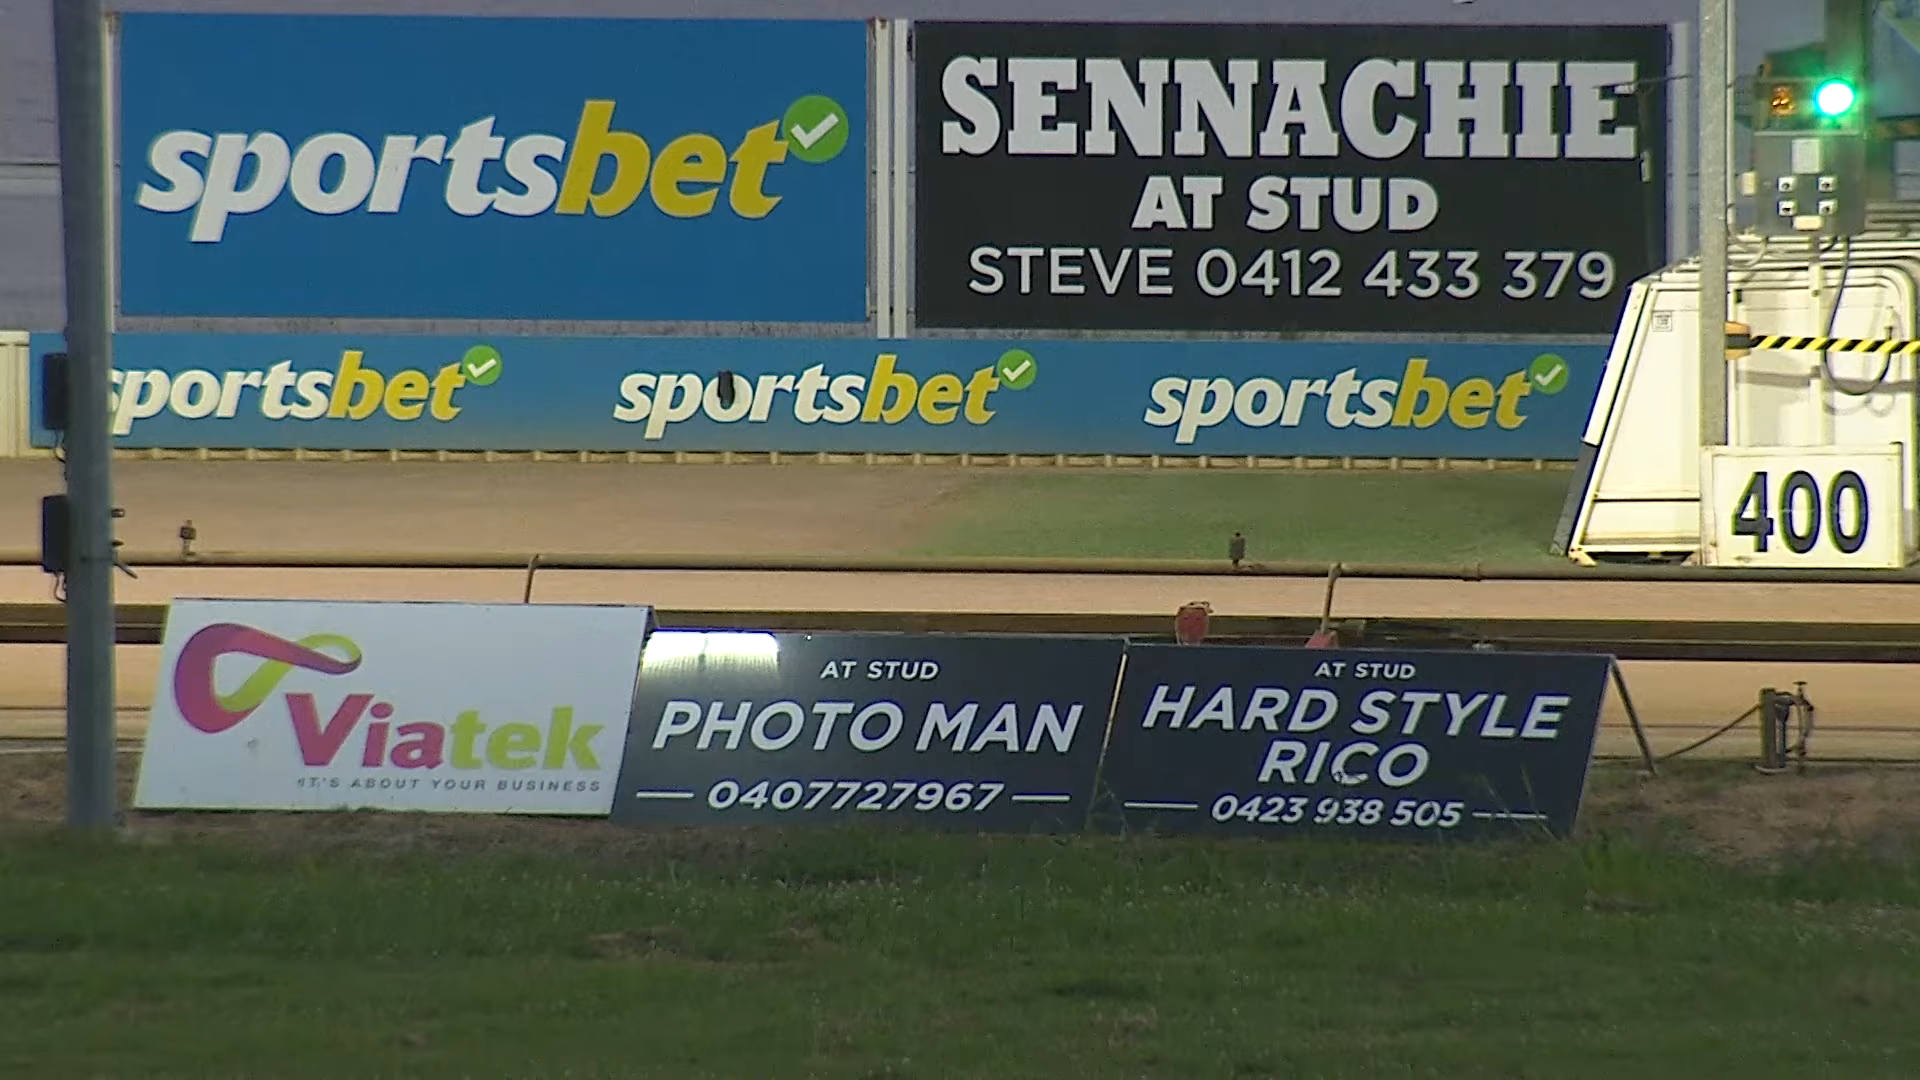 sportsbet
SENNACHIE
AT STUD
STEVE 0412 433 379
sportsbet
sportsbet
sportsbet
400
Viatek
IT'S ABOUT YOUR BUSINESS
AT STUD
PHOTO MAN
0407727967
AT STUD
HARD STYLE
RICO
0423 938 505